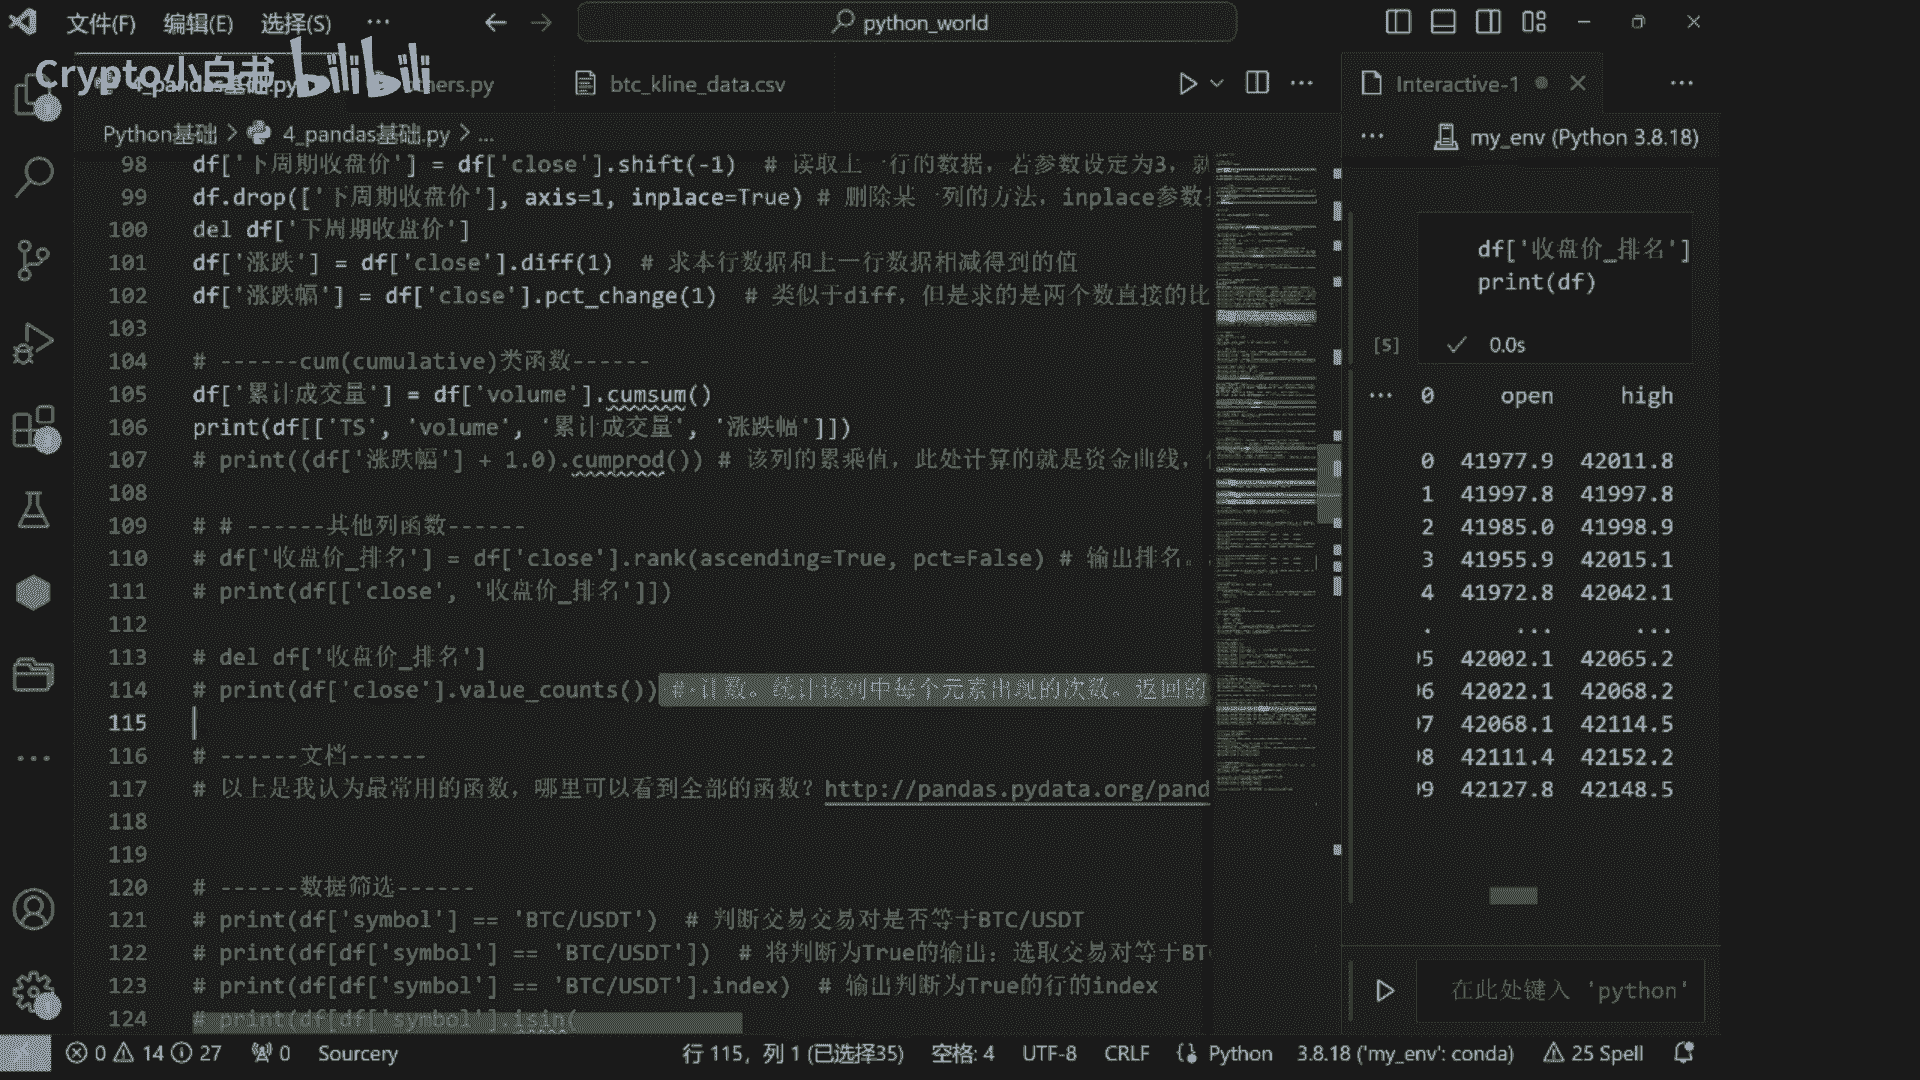 文件(F) 编辑(E) 选择(S) ··· python_world
Crypto小白书 bilibili
4_pandas基础.py hers.py btc_kline_data.csv Interactive-1
Python基础 > 4_pandas基础.py > ...
my_env (Python 3.8.18)
98 df['下周期收盘价'] = df['close'].shift(-1) # 读取上一行的数据，若参数设定为3，就
99 df.drop(['下周期收盘价'], axis=1, inplace=True) # 删除某一列的方法，inplace参数
100 del df['下周期收盘价']
101 df['涨跌'] = df['close'].diff(1) # 求本行数据和上一行数据相减得到的值
102 df['涨跌幅'] = df['close'].pct_change(1) # 类似于diff，但是求的是两个数直接的比
103
104 # ------cum(cumulative)类函数------
105 df['累计成交量'] = df['volume'].cumsum()
106 print(df[['TS', 'volume', '累计成交量', '涨跌幅']])
107 # print((df['涨跌幅'] + 1.0).cumprod()) # 该列的累乘值，此处计算的就是资金曲线，
108
109 # # ------其他列函数------
110 # df['收盘价_排名'] = df['close'].rank(ascending=True, pct=False) # 输出排名。
111 # print(df[['close', '收盘价_排名']])
112
113 # del df['收盘价_排名']
114 # print(df['close'].value_counts()) # 计数。统计该列中每个元素出现的次数。返回的
115
116 # ------文档------
117 # 以上是我认为最常用的函数，哪里可以看到全部的函数？http://pandas.pydata.org/pand
118
119
120 # ------数据筛选------
121 # print(df['symbol'] == 'BTC/USDT') # 判断交易交易对是否等于BTC/USDT
122 # print(df[df['symbol'] == 'BTC/USDT']) # 将判断为True的输出：选取交易对等于BT
123 # print(df[df['symbol'] == 'BTC/USDT'].index) # 输出判断为True的行的index
124 # print(df[df['symbol'].isin(
df['收盘价_排名']
print(df)
[5] 0.0s
... 0 open high
0 41977.9 42011.8
1 41997.8 41997.8
2 41985.0 41998.9
3 41955.9 42015.1
4 41972.8 42042.1
. ... ...
95 42002.1 42065.2
96 42022.1 42068.2
97 42068.1 42114.5
98 42111.4 42152.2
99 42127.8 42148.5
在此处键入 'python'
0 14 27 0 Sourcery 行 115，列 1 (已选择35) 空格: 4 UTF-8 CRLF Python 3.8.18 ('my_env': conda) 25 Spell